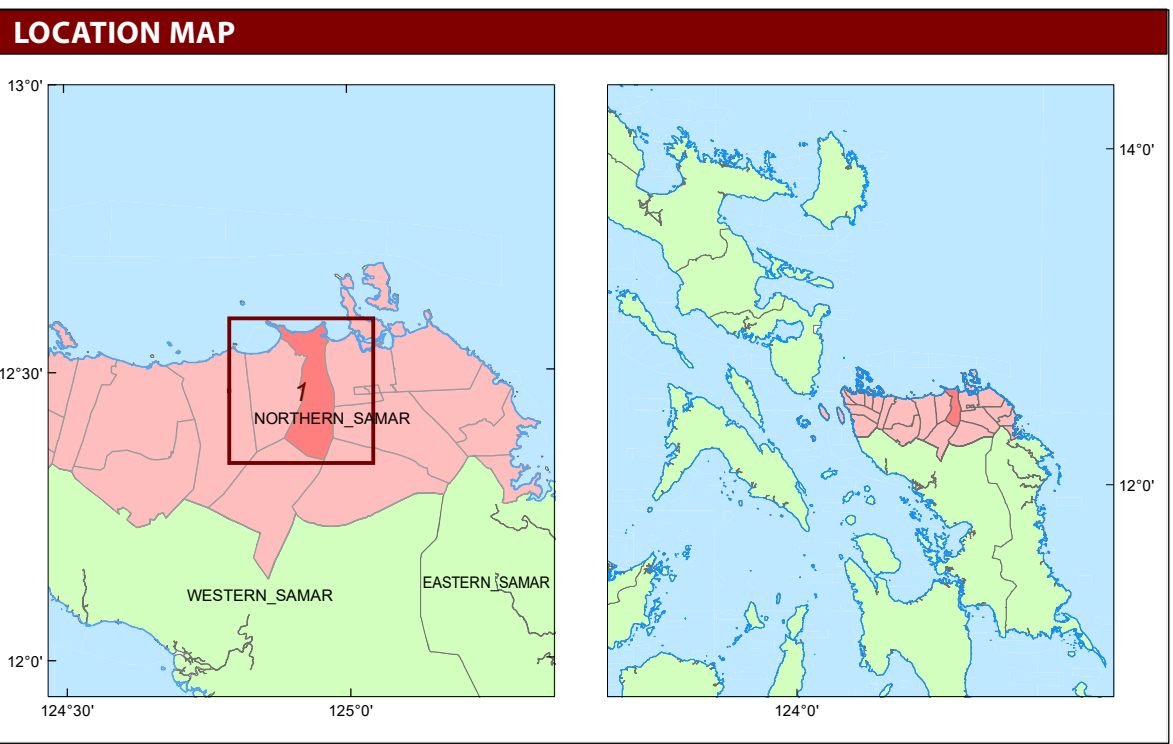 LOCATION MAP
13°0'
12°30'
12°0'
124°30'
125°0'
1
NORTHERN_SAMAR
WESTERN_SAMAR
EASTERN_SAMAR
14°0'
12°0'
124°0'